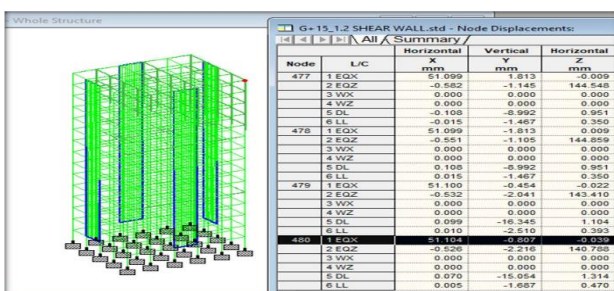 Whole Structure
G+15_1.2 SHEAR WALL.std - Node Displacements:
All Summary
Horizontal Vertical Horizontal
Node L/C X mm Y mm Z mm
477 1 EQX 51.099 1.813 -0.009
2 EQZ -0.582 -1.145 144.548
3 WX 0.000 0.000 0.000
4 WZ 0.000 0.000 0.000
5 DL -0.108 -8.992 0.951
6 LL -0.015 -1.467 0.350
478 1 EQX 51.099 -1.813 0.009
2 EQZ -0.551 -1.105 144.859
3 WX 0.000 0.000 0.000
4 WZ 0.000 0.000 0.000
5 DL 0.108 -8.992 0.951
6 LL 0.015 -1.467 0.350
479 1 EQX 51.100 -0.454 -0.022
2 EQZ -0.532 -2.041 143.410
3 WX 0.000 0.000 0.000
4 WZ 0.000 0.000 0.000
5 DL 0.099 -16.345 1.104
6 LL 0.010 -2.510 0.393
480 1 EQX 51.104 -0.807 -0.039
2 EQZ -0.526 -2.216 140.788
3 WX 0.000 0.000 0.000
4 WZ 0.000 0.000 0.000
5 DL 0.070 -15.054 1.314
6 LL 0.005 -1.687 0.470